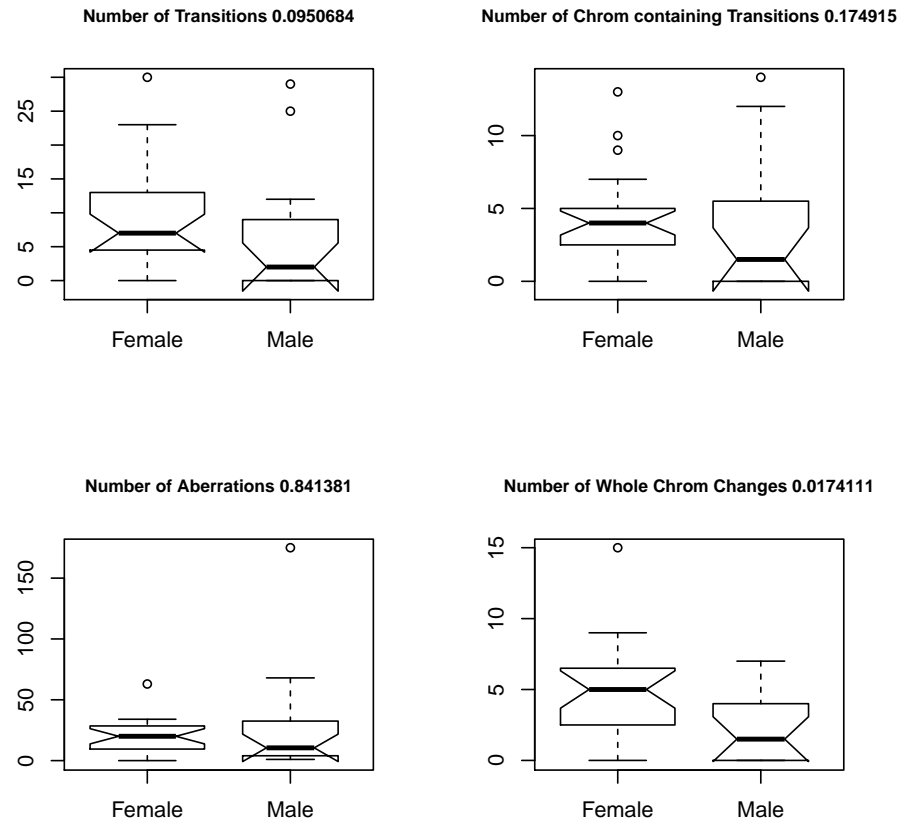 Number of Transitions 0.0950684
25
15
5
0
Female Male
Number of Chrom containing Transitions 0.174915
10
5
0
Female Male
Number of Aberrations 0.841381
150
100
50
0
Female Male
Number of Whole Chrom Changes 0.0174111
15
10
5
0
Female Male